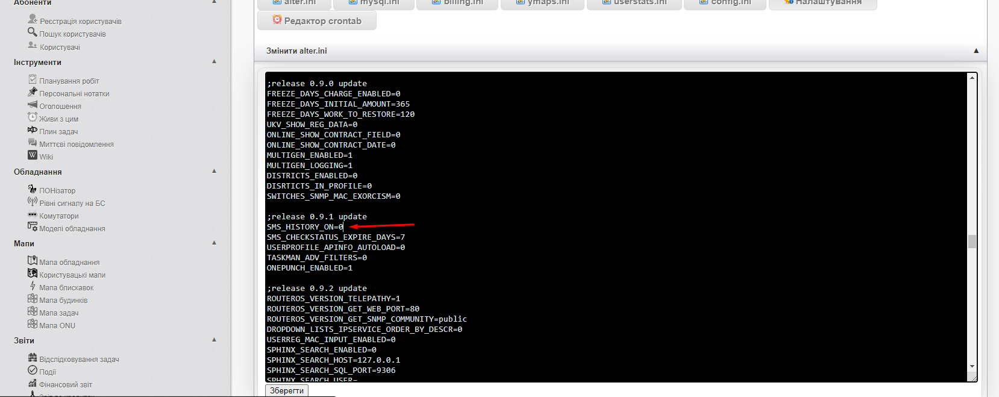 Абоненти
Реєстрація користувачів
Пошук користувачів
Користувачі
Інструменти
Планування робіт
Персональні нотатки
Оголошення
Живи з цим
Плин задач
Миттєві повідомлення
Wiki
Обладнання
ПОНізатор
Рівні сигналу на БС
Комутатори
Моделі обладнання
Мапи
Мапа обладнання
Користувацькі мапи
Мапа блискавок
Мапа будинків
Мапа задач
Мапа ONU
Звіти
Відслідковування задач
Події
Фінансовий звіт
alter.ini mysql.ini billing.ini ymaps.ini userstats.ini config.ini Налаштування
Редактор crontab
Змінити alter.ini
;release 0.9.0 update
FREEZE_DAYS_CHARGE_ENABLED=0
FREEZE_DAYS_INITIAL_AMOUNT=365
FREEZE_DAYS_WORK_TO_RESTORE=120
UKV_SHOW_REG_DATA=0
ONLINE_SHOW_CONTRACT_FIELD=0
ONLINE_SHOW_CONTRACT_DATE=0
MULTIGEN_ENABLED=1
MULTIGEN_LOGGING=1
DISTRICTS_ENABLED=0
DISRTICTS_IN_PROFILE=0
SWITCHES_SNMP_MAC_EXORCISM=0
;release 0.9.1 update
SMS_HISTORY_ON=0
SMS_CHECKSTATUS_EXPIRE_DAYS=7
USERPROFILE_APINFO_AUTOLOAD=0
TASKMAN_ADV_FILTERS=0
ONEPUNCH_ENABLED=1
;release 0.9.2 update
ROUTEROS_VERSION_TELEPATHY=1
ROUTEROS_VERSION_GET_WEB_PORT=80
ROUTEROS_VERSION_GET_SNMP_COMMUNITY=public
DROPDOWN_LISTS_IPSERVICE_ORDER_BY_DESCR=0
USERREG_MAC_INPUT_ENABLED=0
SPHINX_SEARCH_ENABLED=0
SPHINX_SEARCH_HOST=127.0.0.1
SPHINX_SEARCH_SQL_PORT=9306
SPHINX_SEARCH_USER=
Зберегти